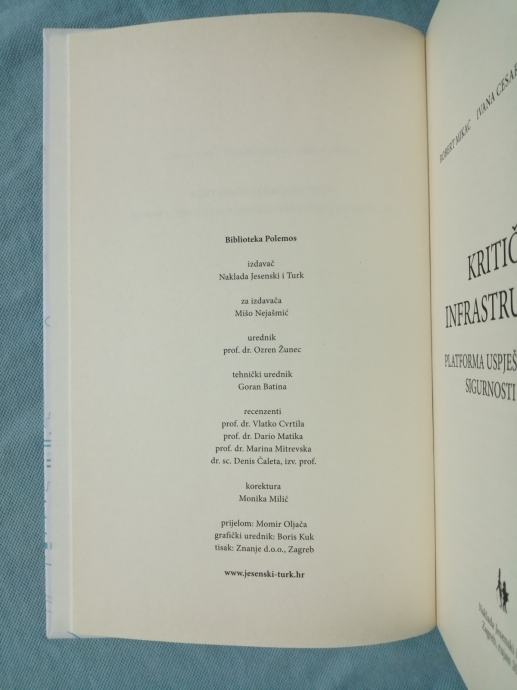 Biblioteka Polemos
izdavač
Naklada Jesenski i Turk
za izdavača
Mišo Nejašmić
urednik
prof. dr. Ozren Žunec
tehnički urednik
Goran Batina
recenzenti
prof. dr. Vlatko Cvrtila
prof. dr. Dario Matika
prof. dr. Marina Mitrevska
dr. sc. Denis Čaleta, izv. prof.
korektura
Monika Milič
prijelom: Momir Oljača
grafički urednik: Boris Kuk
tisak: Znanje d.o.o., Zagreb
www.jesenski-turk.hr
ROBERT MIKAC IVANA CESAR
KRITIČ
INFRASTRU
PLATFORMA USPJEŠ
SIGURNOSTI
Naklada Jesenski
Zagreb